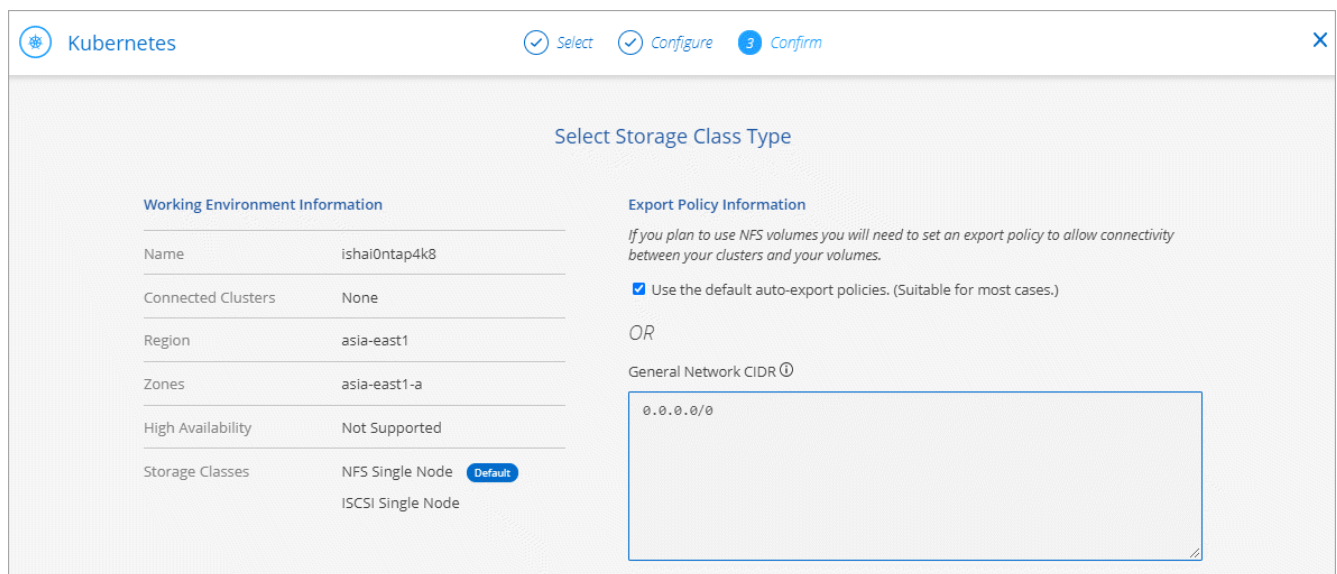 Kubernetes
Select
Configure
3 Confirm
Select Storage Class Type
Working Environment Information
Name ishai0ntap4k8
Connected Clusters None
Region asia-east1
Zones asia-east1-a
High Availability Not Supported
Storage Classes NFS Single Node Default
ISCSI Single Node
Export Policy Information
If you plan to use NFS volumes you will need to set an export policy to allow connectivity
between your clusters and your volumes.
Use the default auto-export policies. (Suitable for most cases.)
OR
General Network CIDR
0.0.0.0/0